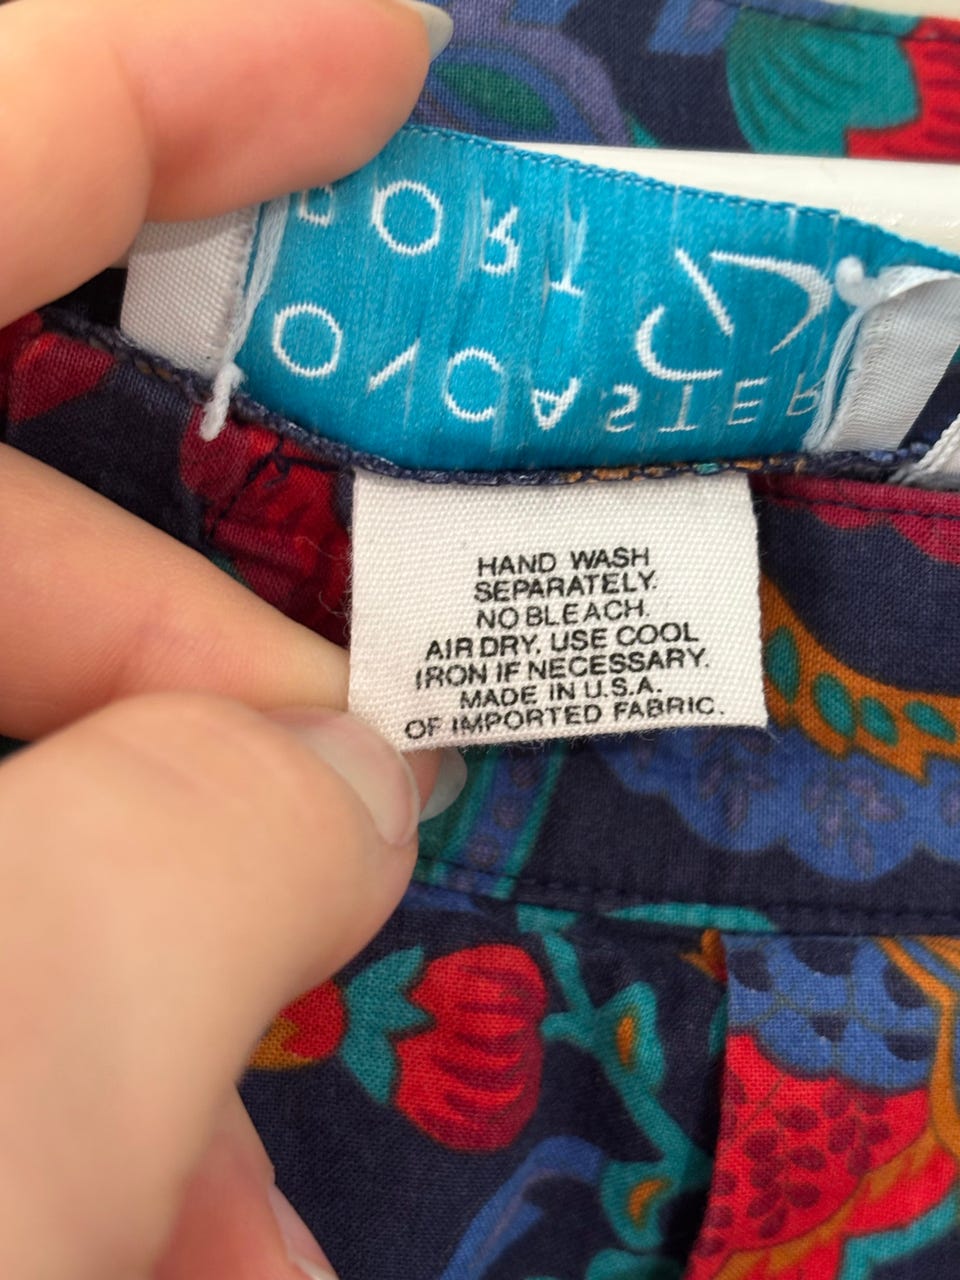 HAND WASH
SEPARATELY.
NO BLEACH.
AIR DRY. USE COOL
IRON IF NECESSARY.
MADE IN U.S.A.
OF IMPORTED FABRIC.